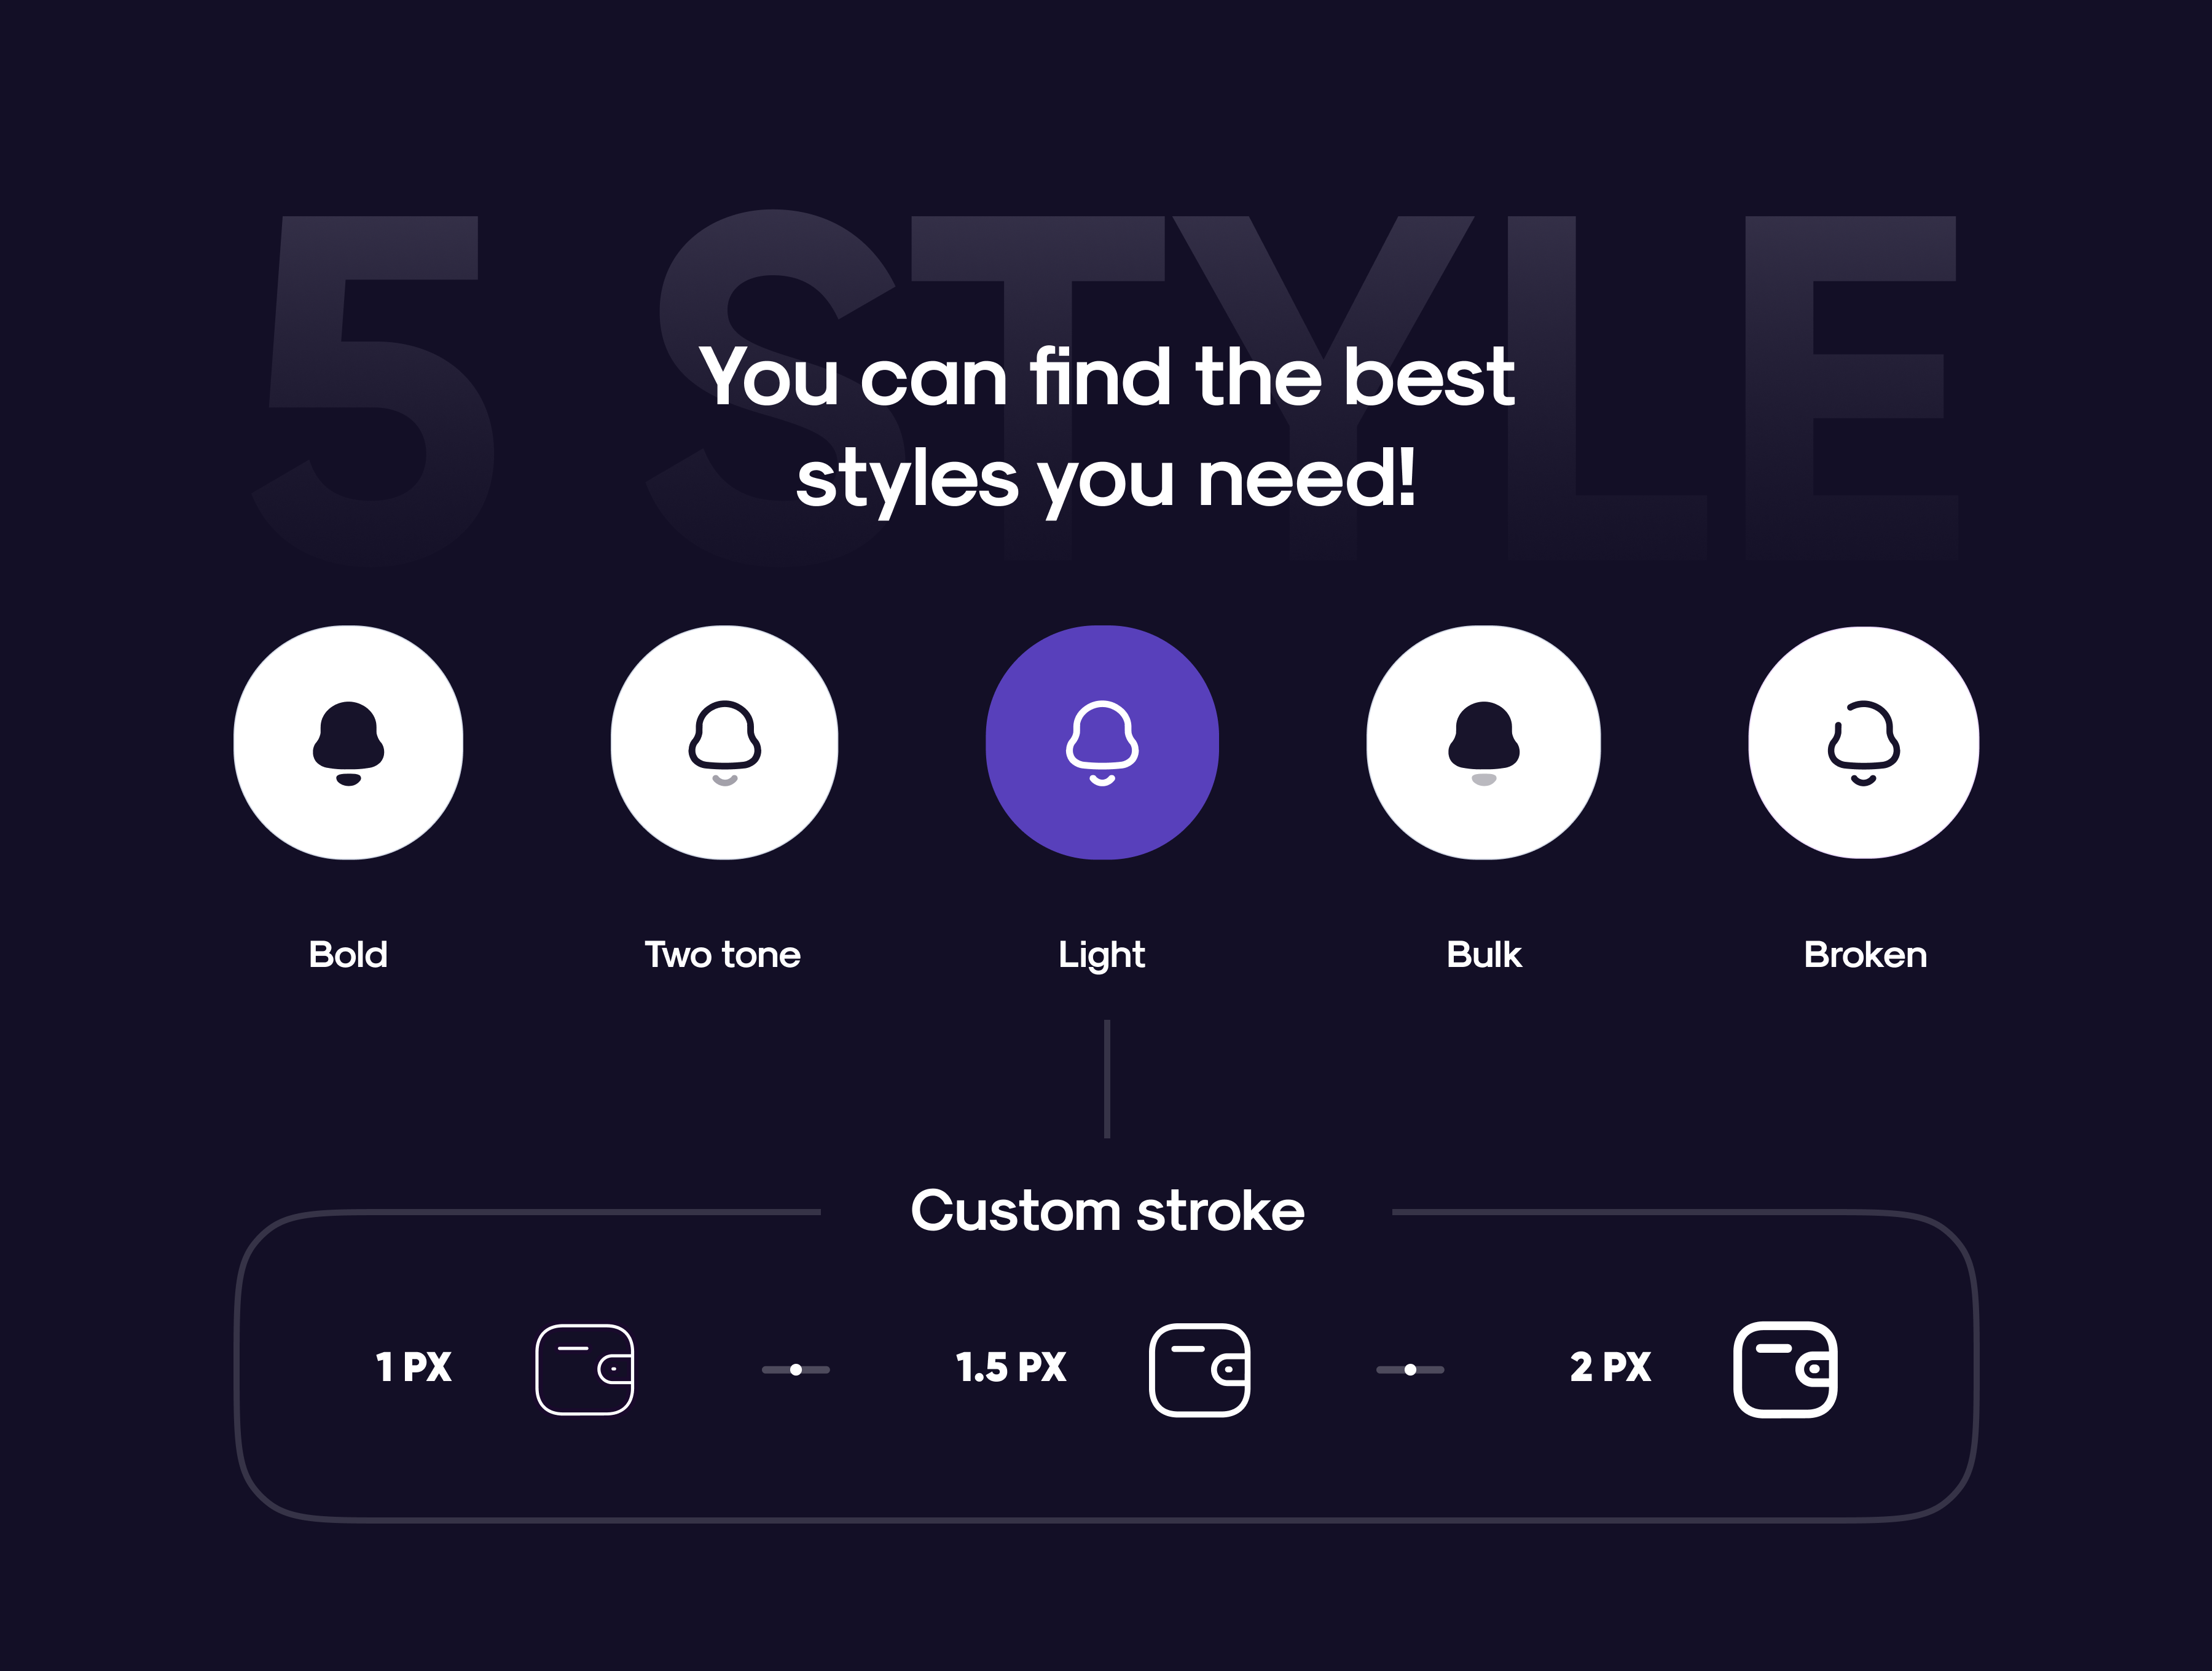 5 STYLE
You can find the best
styles you need!
Bold
Two tone
Light
Bulk
Broken
Custom stroke
1 PX
1.5 PX
2 PX